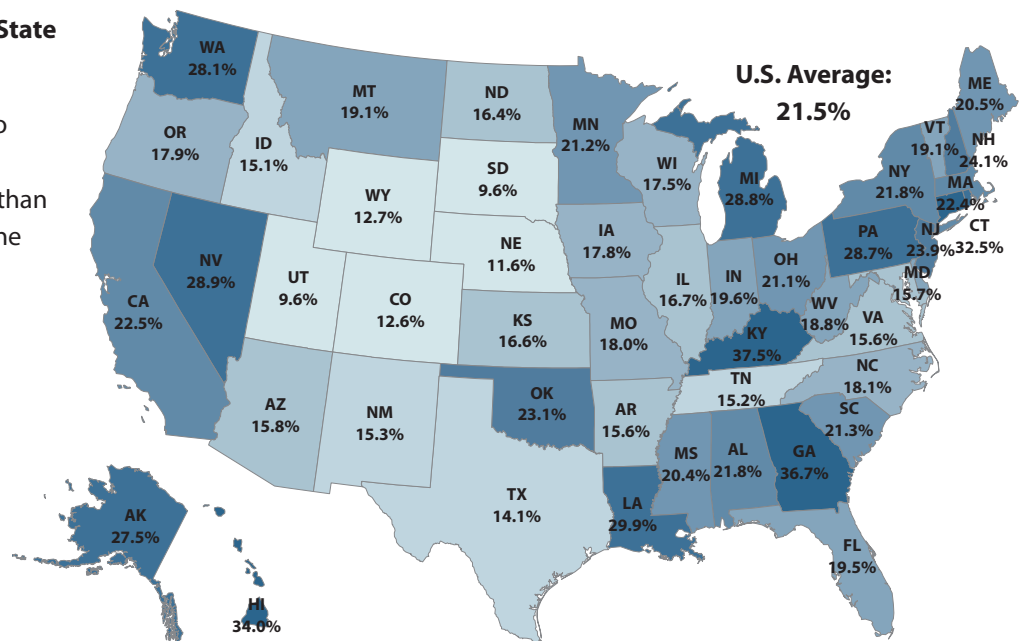 State
WA
28.1%
MT
19.1%
ND
16.4%
MN
21.2%
U.S. Average:
21.5%
ME
20.5%
VT
19.1%
NH
24.1%
OR
17.9%
ID
15.1%
than
SD
9.6%
WI
17.5%
MI
28.8%
NY
21.8%
MA
22.4%
CT
32.5%
WY
12.7%
NE
11.6%
IA
17.8%
PA
28.7%
NJ
23.9%
NV
28.9%
UT
9.6%
CO
12.6%
IL
16.7%
IN
19.6%
OH
21.1%
MD
15.7%
CA
22.5%
KS
16.6%
MO
18.0%
WV
18.8%
VA
15.6%
KY
37.5%
AZ
15.8%
NM
15.3%
OK
23.1%
AR
15.6%
TN
15.2%
NC
18.1%
SC
21.3%
MS
20.4%
AL
21.8%
GA
36.7%
TX
14.1%
LA
29.9%
FL
19.5%
AK
27.5%
HI
34.0%